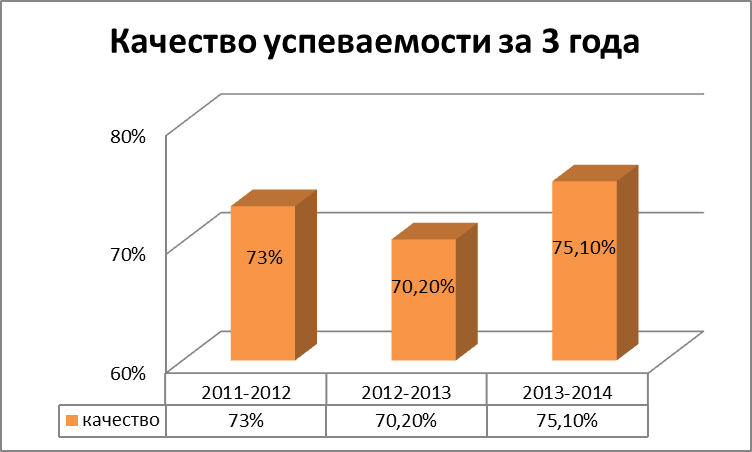 Качество успеваемости за 3 года
80%
70%
60%
73%
70,20%
75,10%
2011-2012 2012-2013 2013-2014
качество 73% 70,20% 75,10%